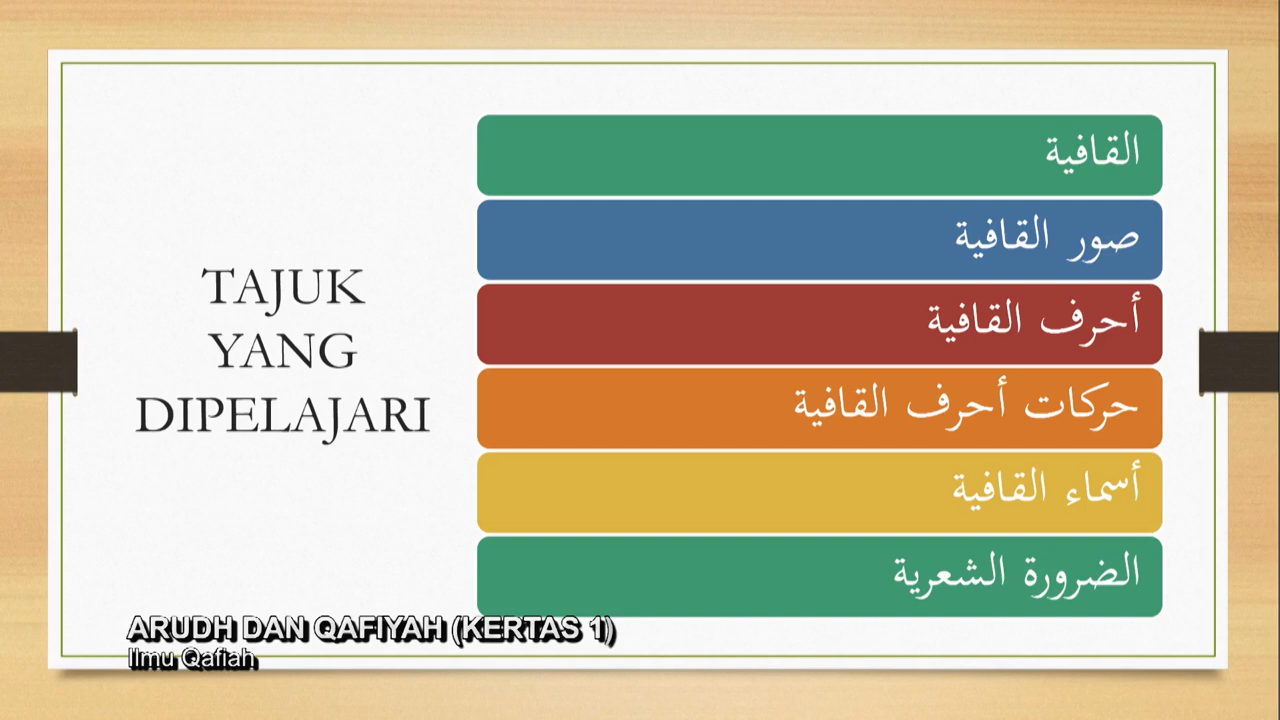 TAJUK
YANG
DIPELAJARI
القافية
صور القافية
أحرف القافية
حركات أحرف القافية
أسماء القافية
الضرورة الشعرية
ARUDH DAN QAFIYAH (KERTAS 1)
Ilmu Qafiah